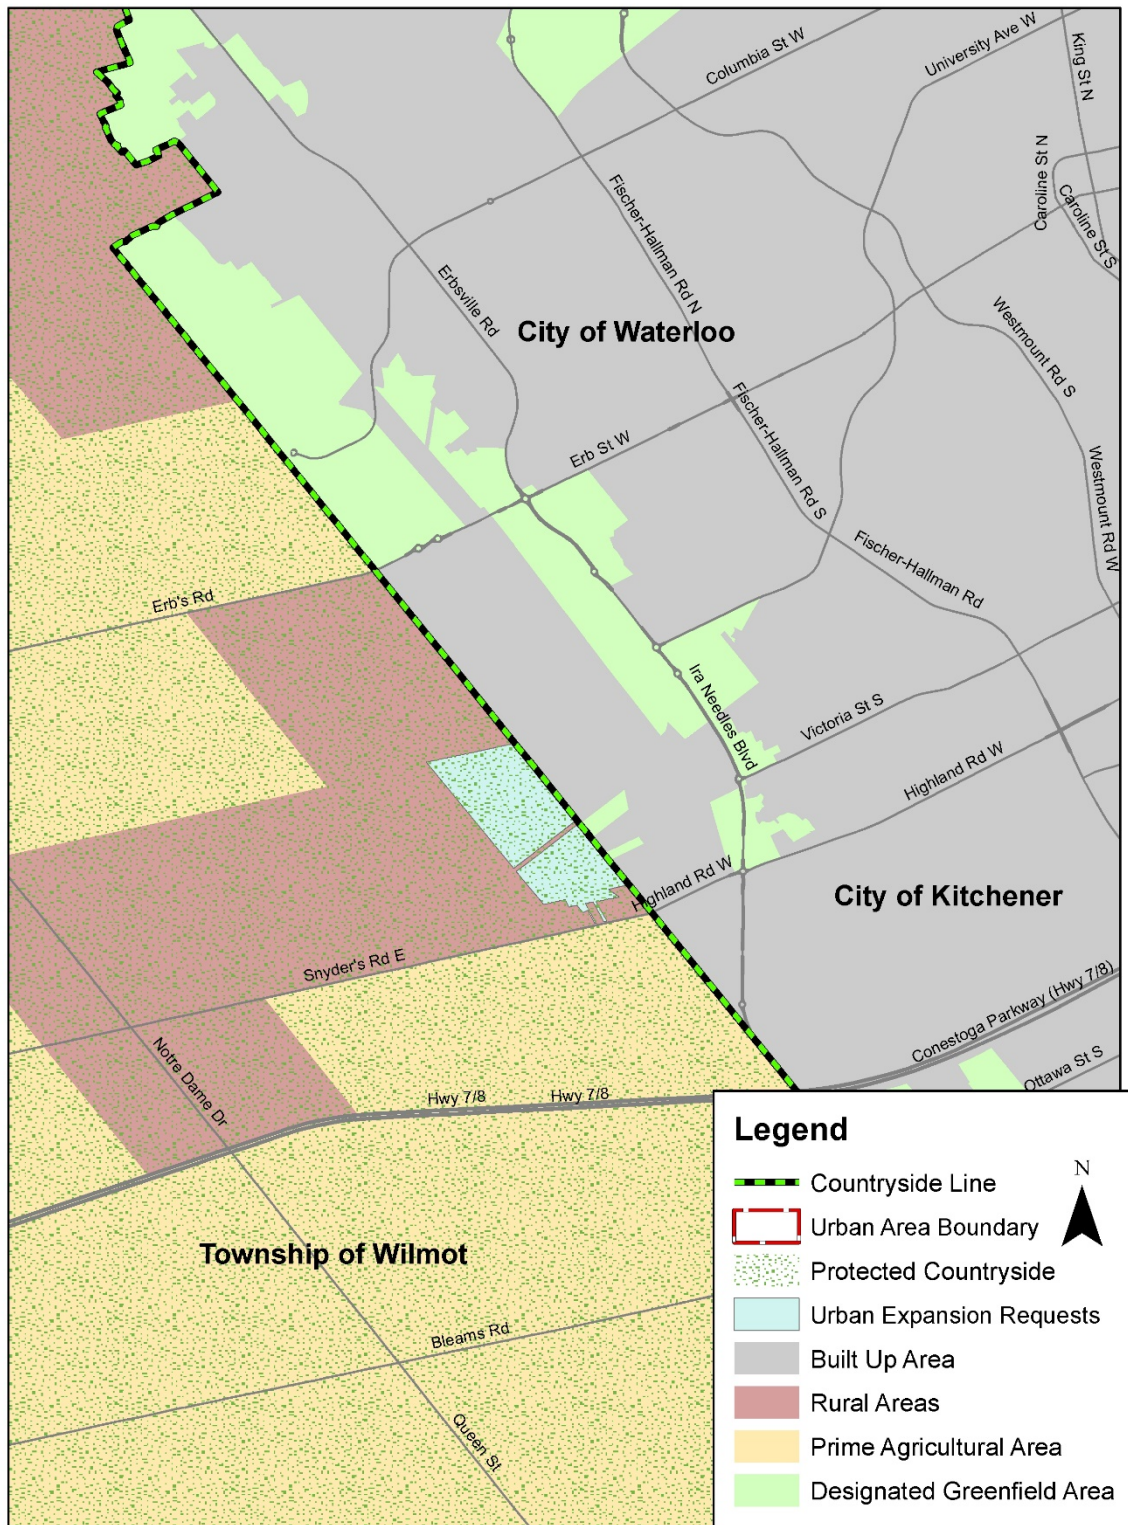 Columbia St W
University Ave W
King St N
Caroline St N
Caroline St S
Fischer-Hallman Rd N
Erbsville Rd
City of Waterloo
Westmount Rd S
Fischer-Hallman Rd S
Erb St W
Westmount Rd W
Fischer-Hallman Rd
Erb's Rd
Ira Needles Blvd
Victoria St S
Highland Rd W
Highland Rd W
City of Kitchener
Snyder's Rd E
Conestoga Parkway (Hwy 7/8)
Notre Dame Dr
Ottawa St S
Hwy 7/8
Hwy 7/8
Township of Wilmot
Bleams Rd
Queen St
Legend
N
Countryside Line
Urban Area Boundary
Protected Countryside
Urban Expansion Requests
Built Up Area
Rural Areas
Prime Agricultural Area
Designated Greenfield Area